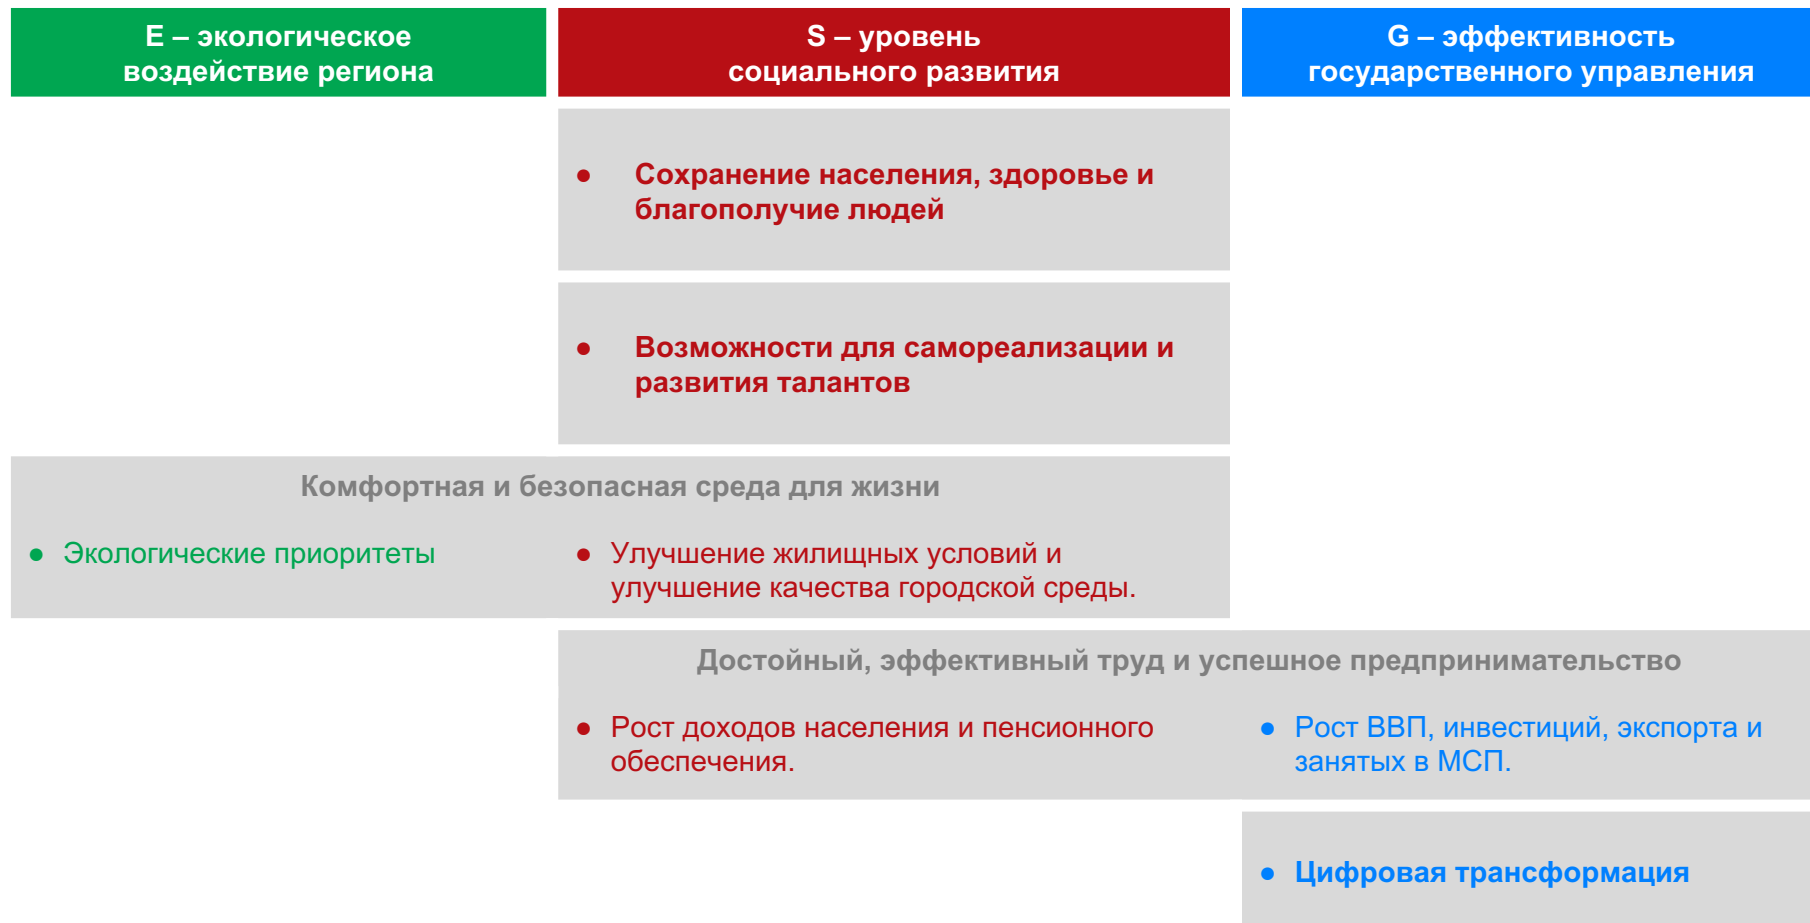 E – экологическое
воздействие региона
S – уровень
социального развития
G – эффективность
государственного управления
● Сохранение населения, здоровье и
благополучие людей
● Возможности для самореализации и
развития талантов
Комфортная и безопасная среда для жизни
● Экологические приоритеты
● Улучшение жилищных условий и
улучшение качества городской среды.
Достойный, эффективный труд и успешное предпринимательство
● Рост доходов населения и пенсионного
обеспечения.
● Рост ВВП, инвестиций, экспорта и
занятых в МСП.
● Цифровая трансформация